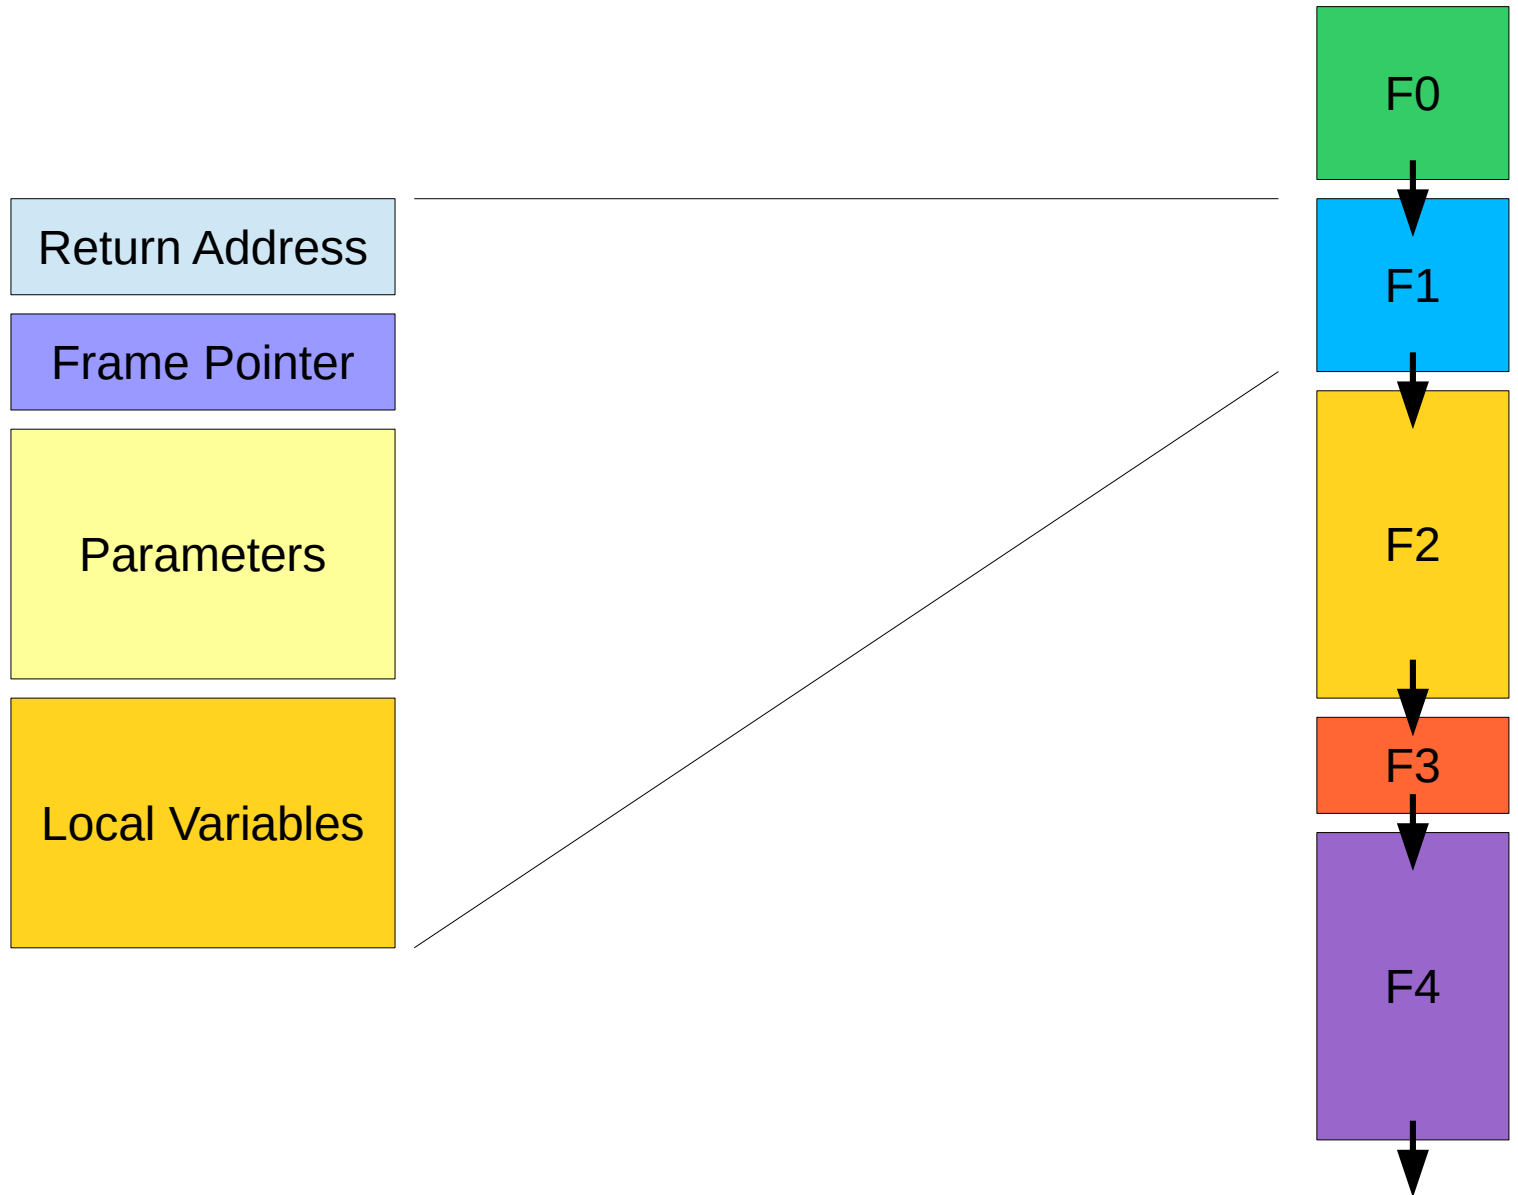 Return Address
Frame Pointer
Parameters
Local Variables
F0
F1
F2
F3
F4